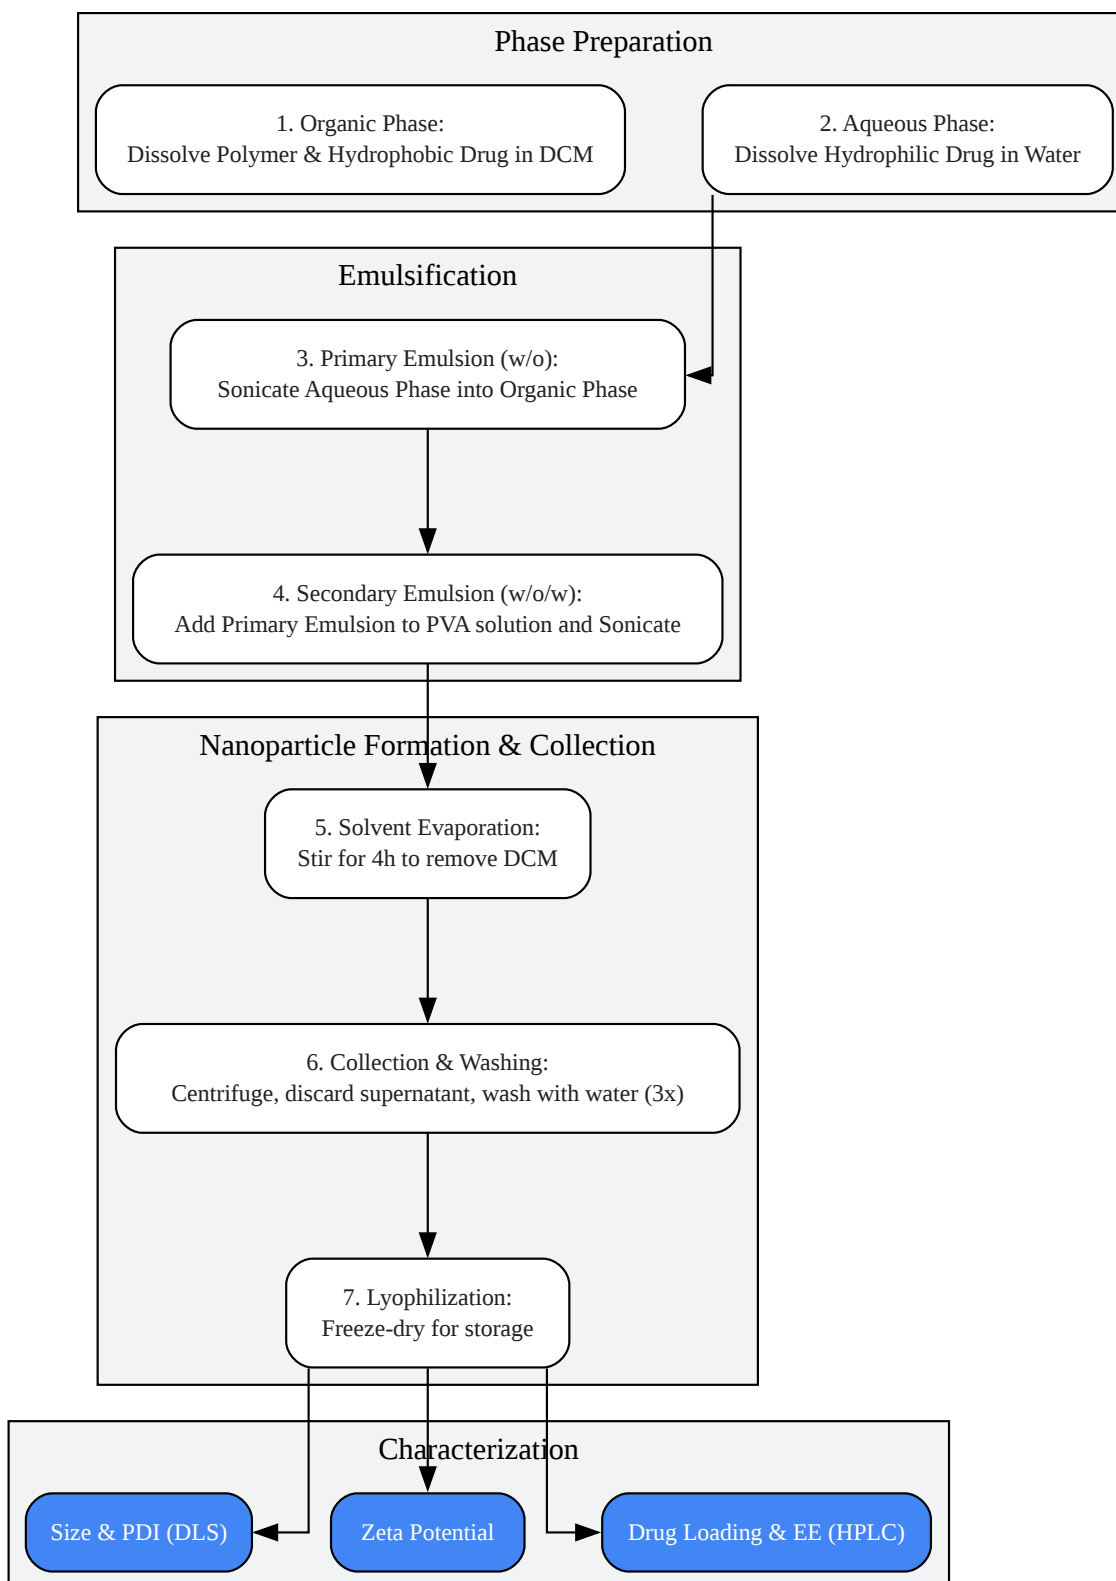 Phase Preparation
1. Organic Phase:
Dissolve Polymer & Hydrophobic Drug in DCM
2. Aqueous Phase:
Dissolve Hydrophilic Drug in Water
Emulsification
3. Primary Emulsion (w/o):
Sonicate Aqueous Phase into Organic Phase
4. Secondary Emulsion (w/o/w):
Add Primary Emulsion to PVA solution and Sonicate
Nanoparticle Formation & Collection
5. Solvent Evaporation:
Stir for 4h to remove DCM
6. Collection & Washing:
Centrifuge, discard supernatant, wash with water (3x)
7. Lyophilization:
Freeze-dry for storage
Characterization
Size & PDI (DLS)
Zeta Potential
Drug Loading & EE (HPLC)